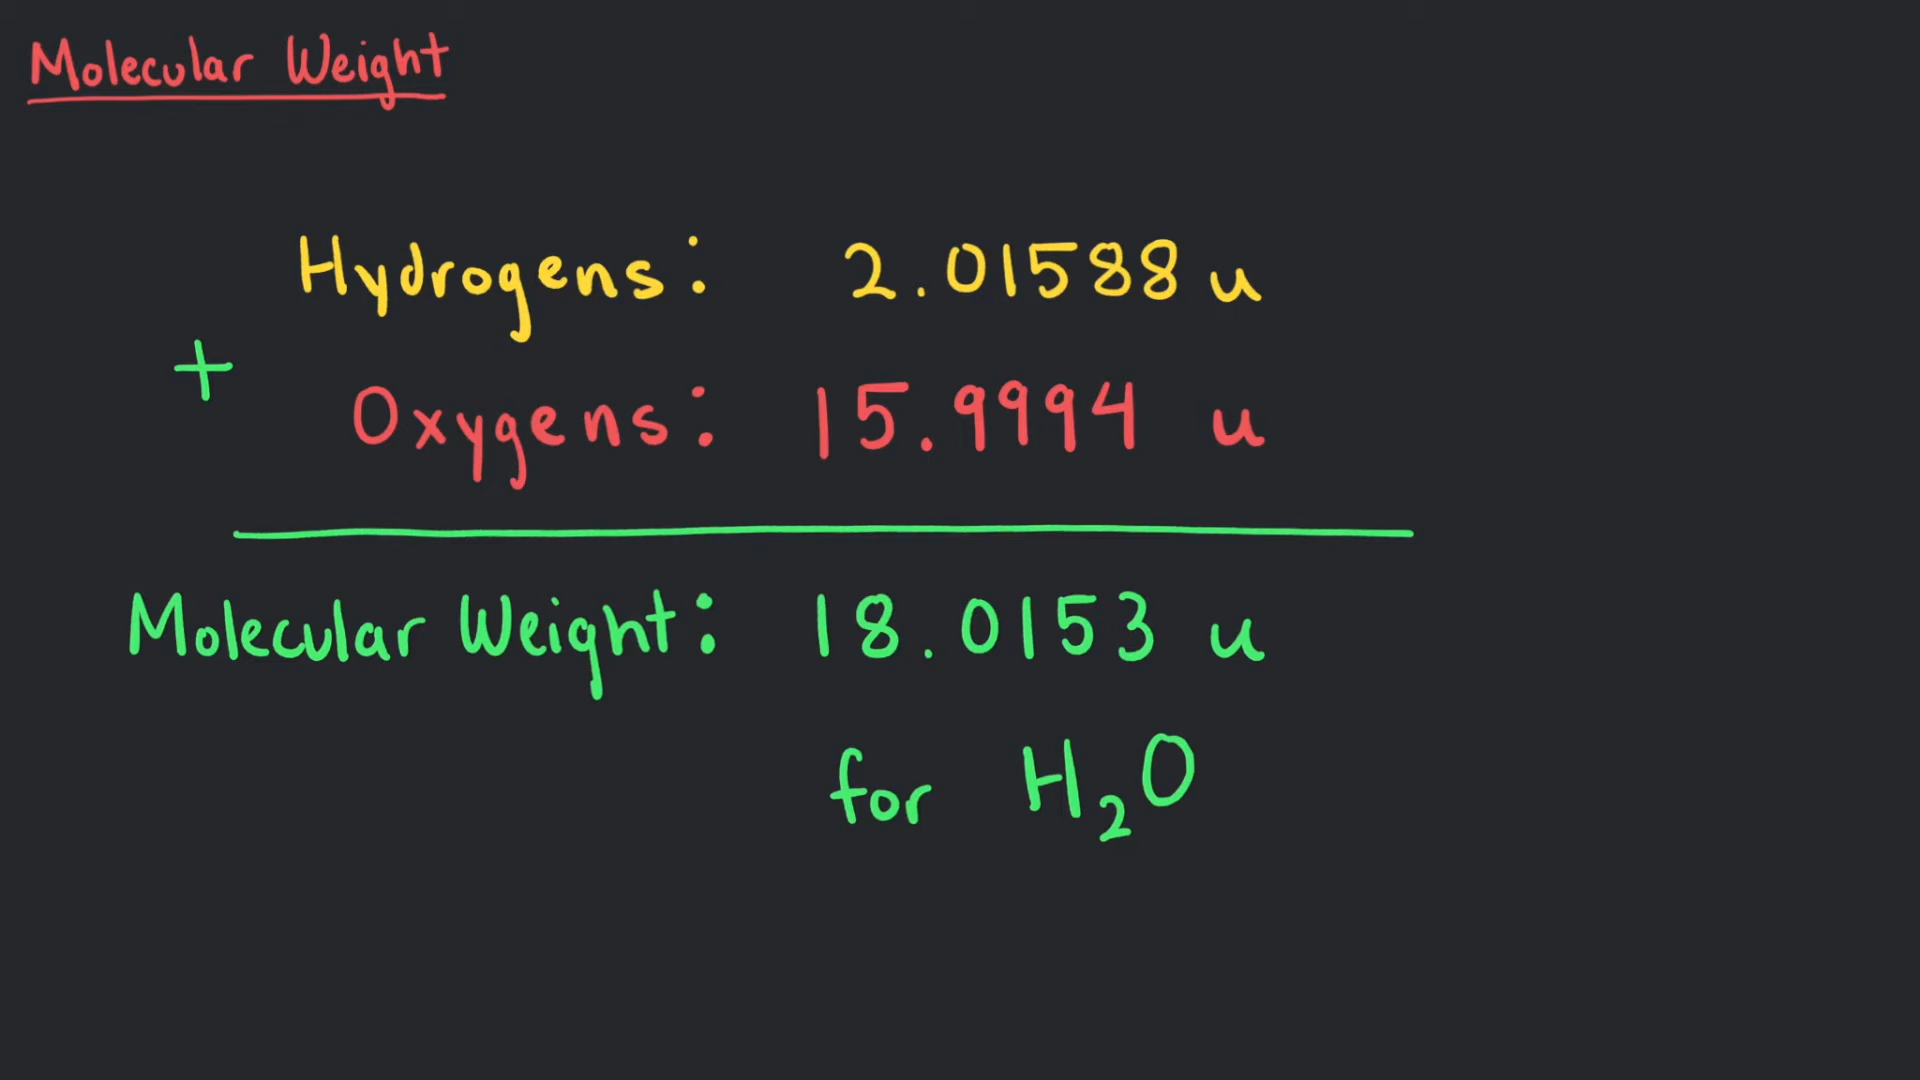 Molecular Weight
Hydrogens: 2.01588 u
+
Oxygens: 15.9994 u
Molecular Weight: 18.0153 u
for H₂O